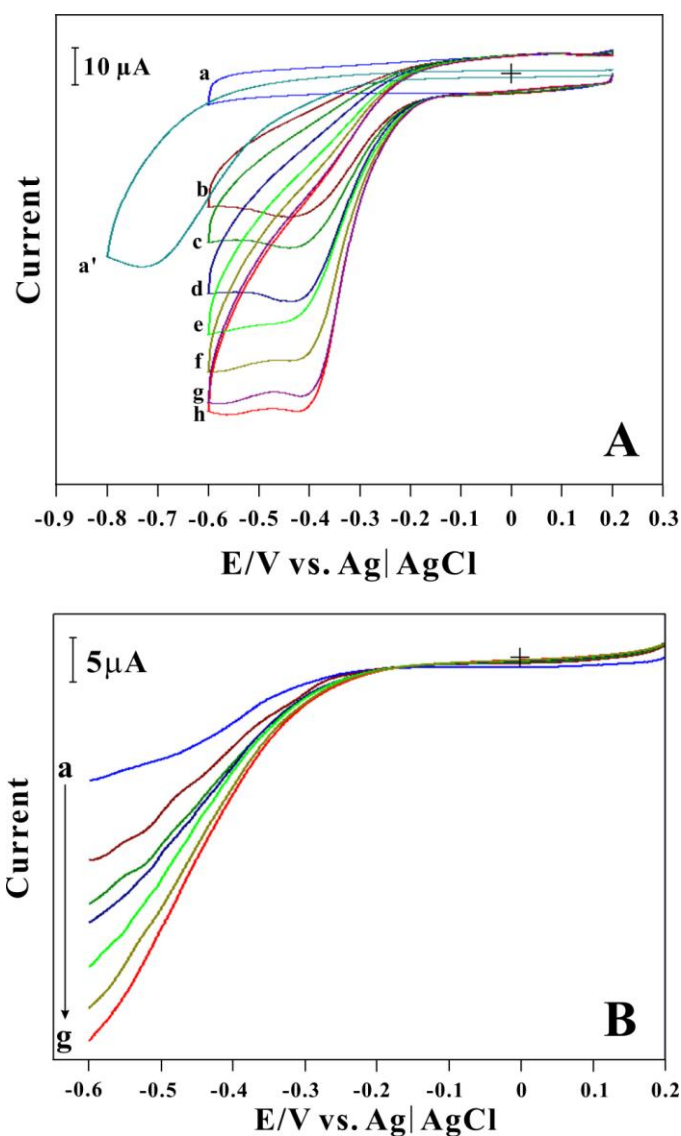 10 μA
a
b
c
d
e
f
g
h
a'
Current
A
-0.9 -0.8 -0.7 -0.6 -0.5 -0.4 -0.3 -0.2 -0.1 0 0.1 0.2 0.3
E/V vs. Ag| AgCl
5μA
a
g
Current
B
-0.6 -0.5 -0.4 -0.3 -0.2 -0.1 0 0.1 0.2
E/V vs. Ag| AgCl